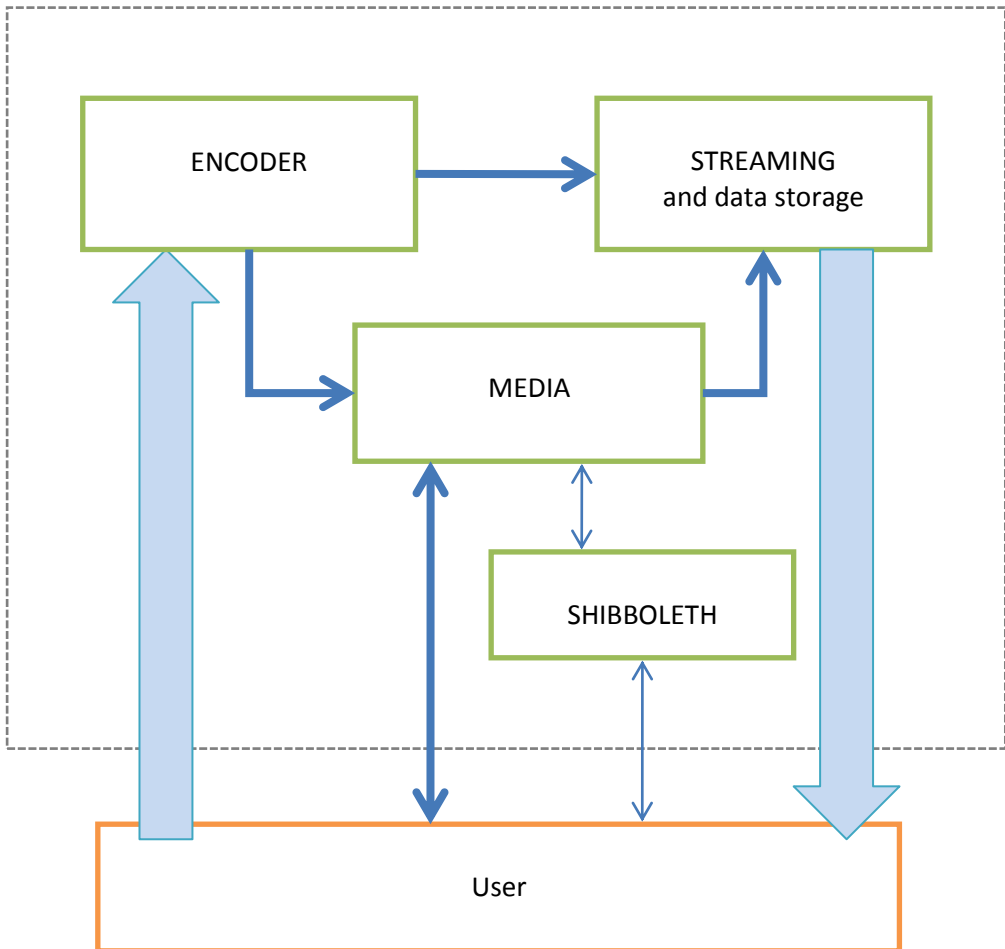 ENCODER
STREAMING
and data storage
MEDIA
SHIBBOLETH
User